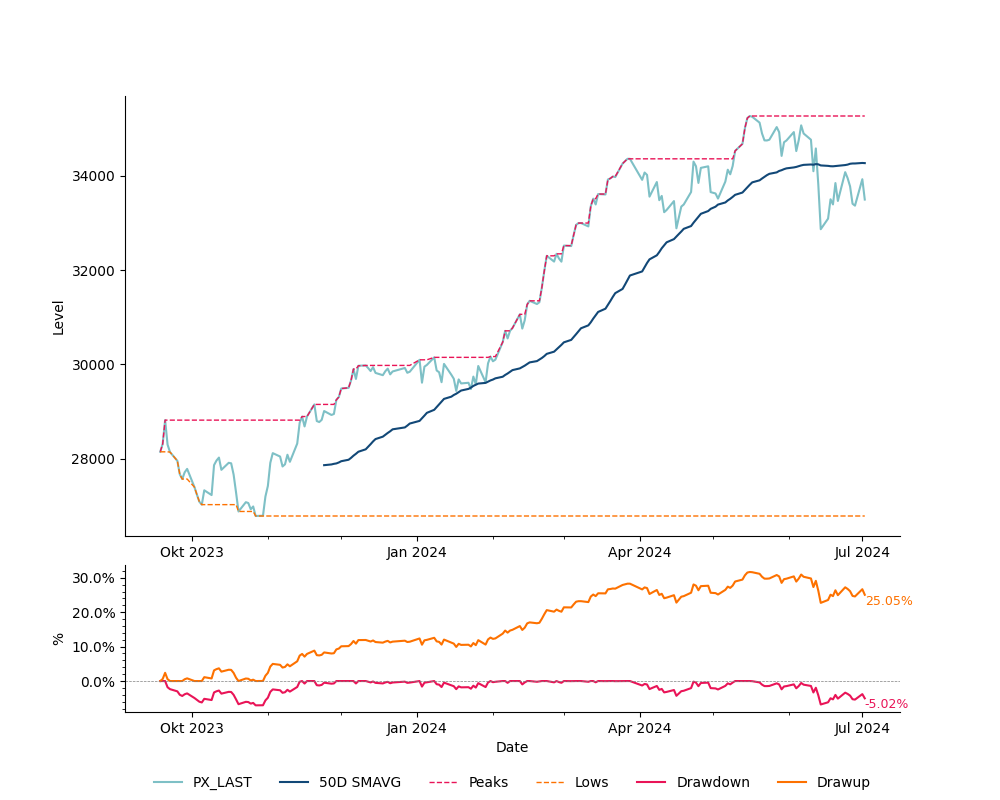 34000
32000
30000
28000
Level
Okt 2023 Jan 2024 Apr 2024 Jul 2024
30.0%
20.0%
10.0%
0.0%
%
25.05%
-5.02%
Okt 2023 Jan 2024 Apr 2024 Jul 2024
Date
PX_LAST 50D SMAVG Peaks Lows Drawdown Drawup